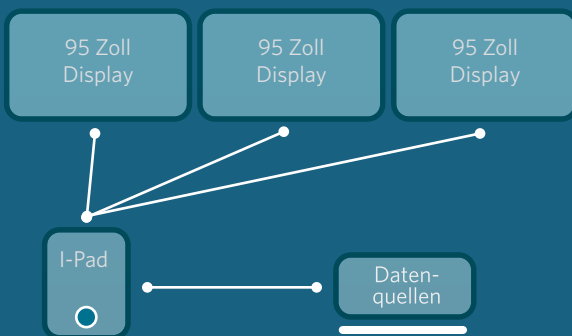 95 Zoll
Display
95 Zoll
Display
95 Zoll
Display
I-Pad
Daten-
quellen